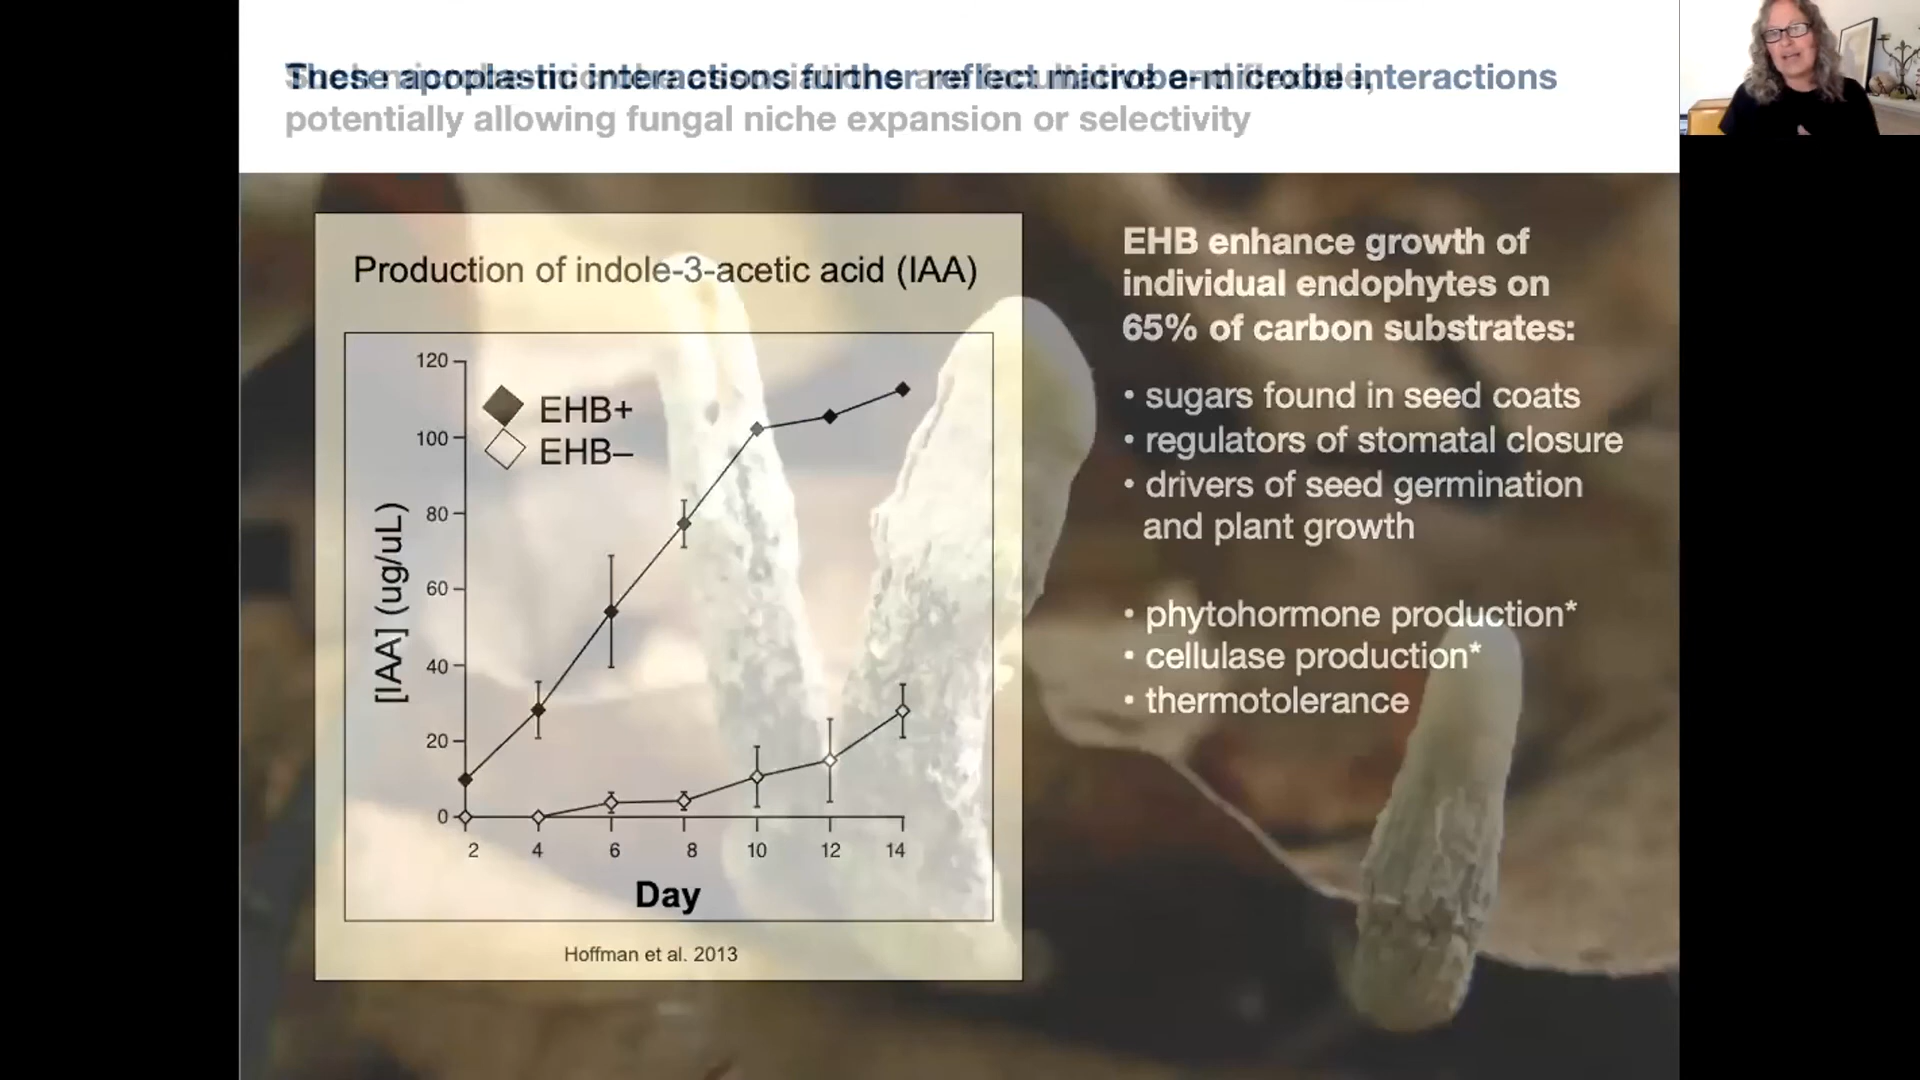 These apoplastic interactions further reflect microbe-microbe interactions
potentially allowing fungal niche expansion or selectivity
Production of indole-3-acetic acid (IAA)
EHB+
EHB–
[IAA] (ug/uL)
120
100
80
60
40
20
0
2 4 6 8 10 12 14
Day
Hoffman et al. 2013
EHB enhance growth of
individual endophytes on
65% of carbon substrates:
• sugars found in seed coats
• regulators of stomatal closure
• drivers of seed germination
and plant growth
• phytohormone production*
• cellulase production*
• thermotolerance